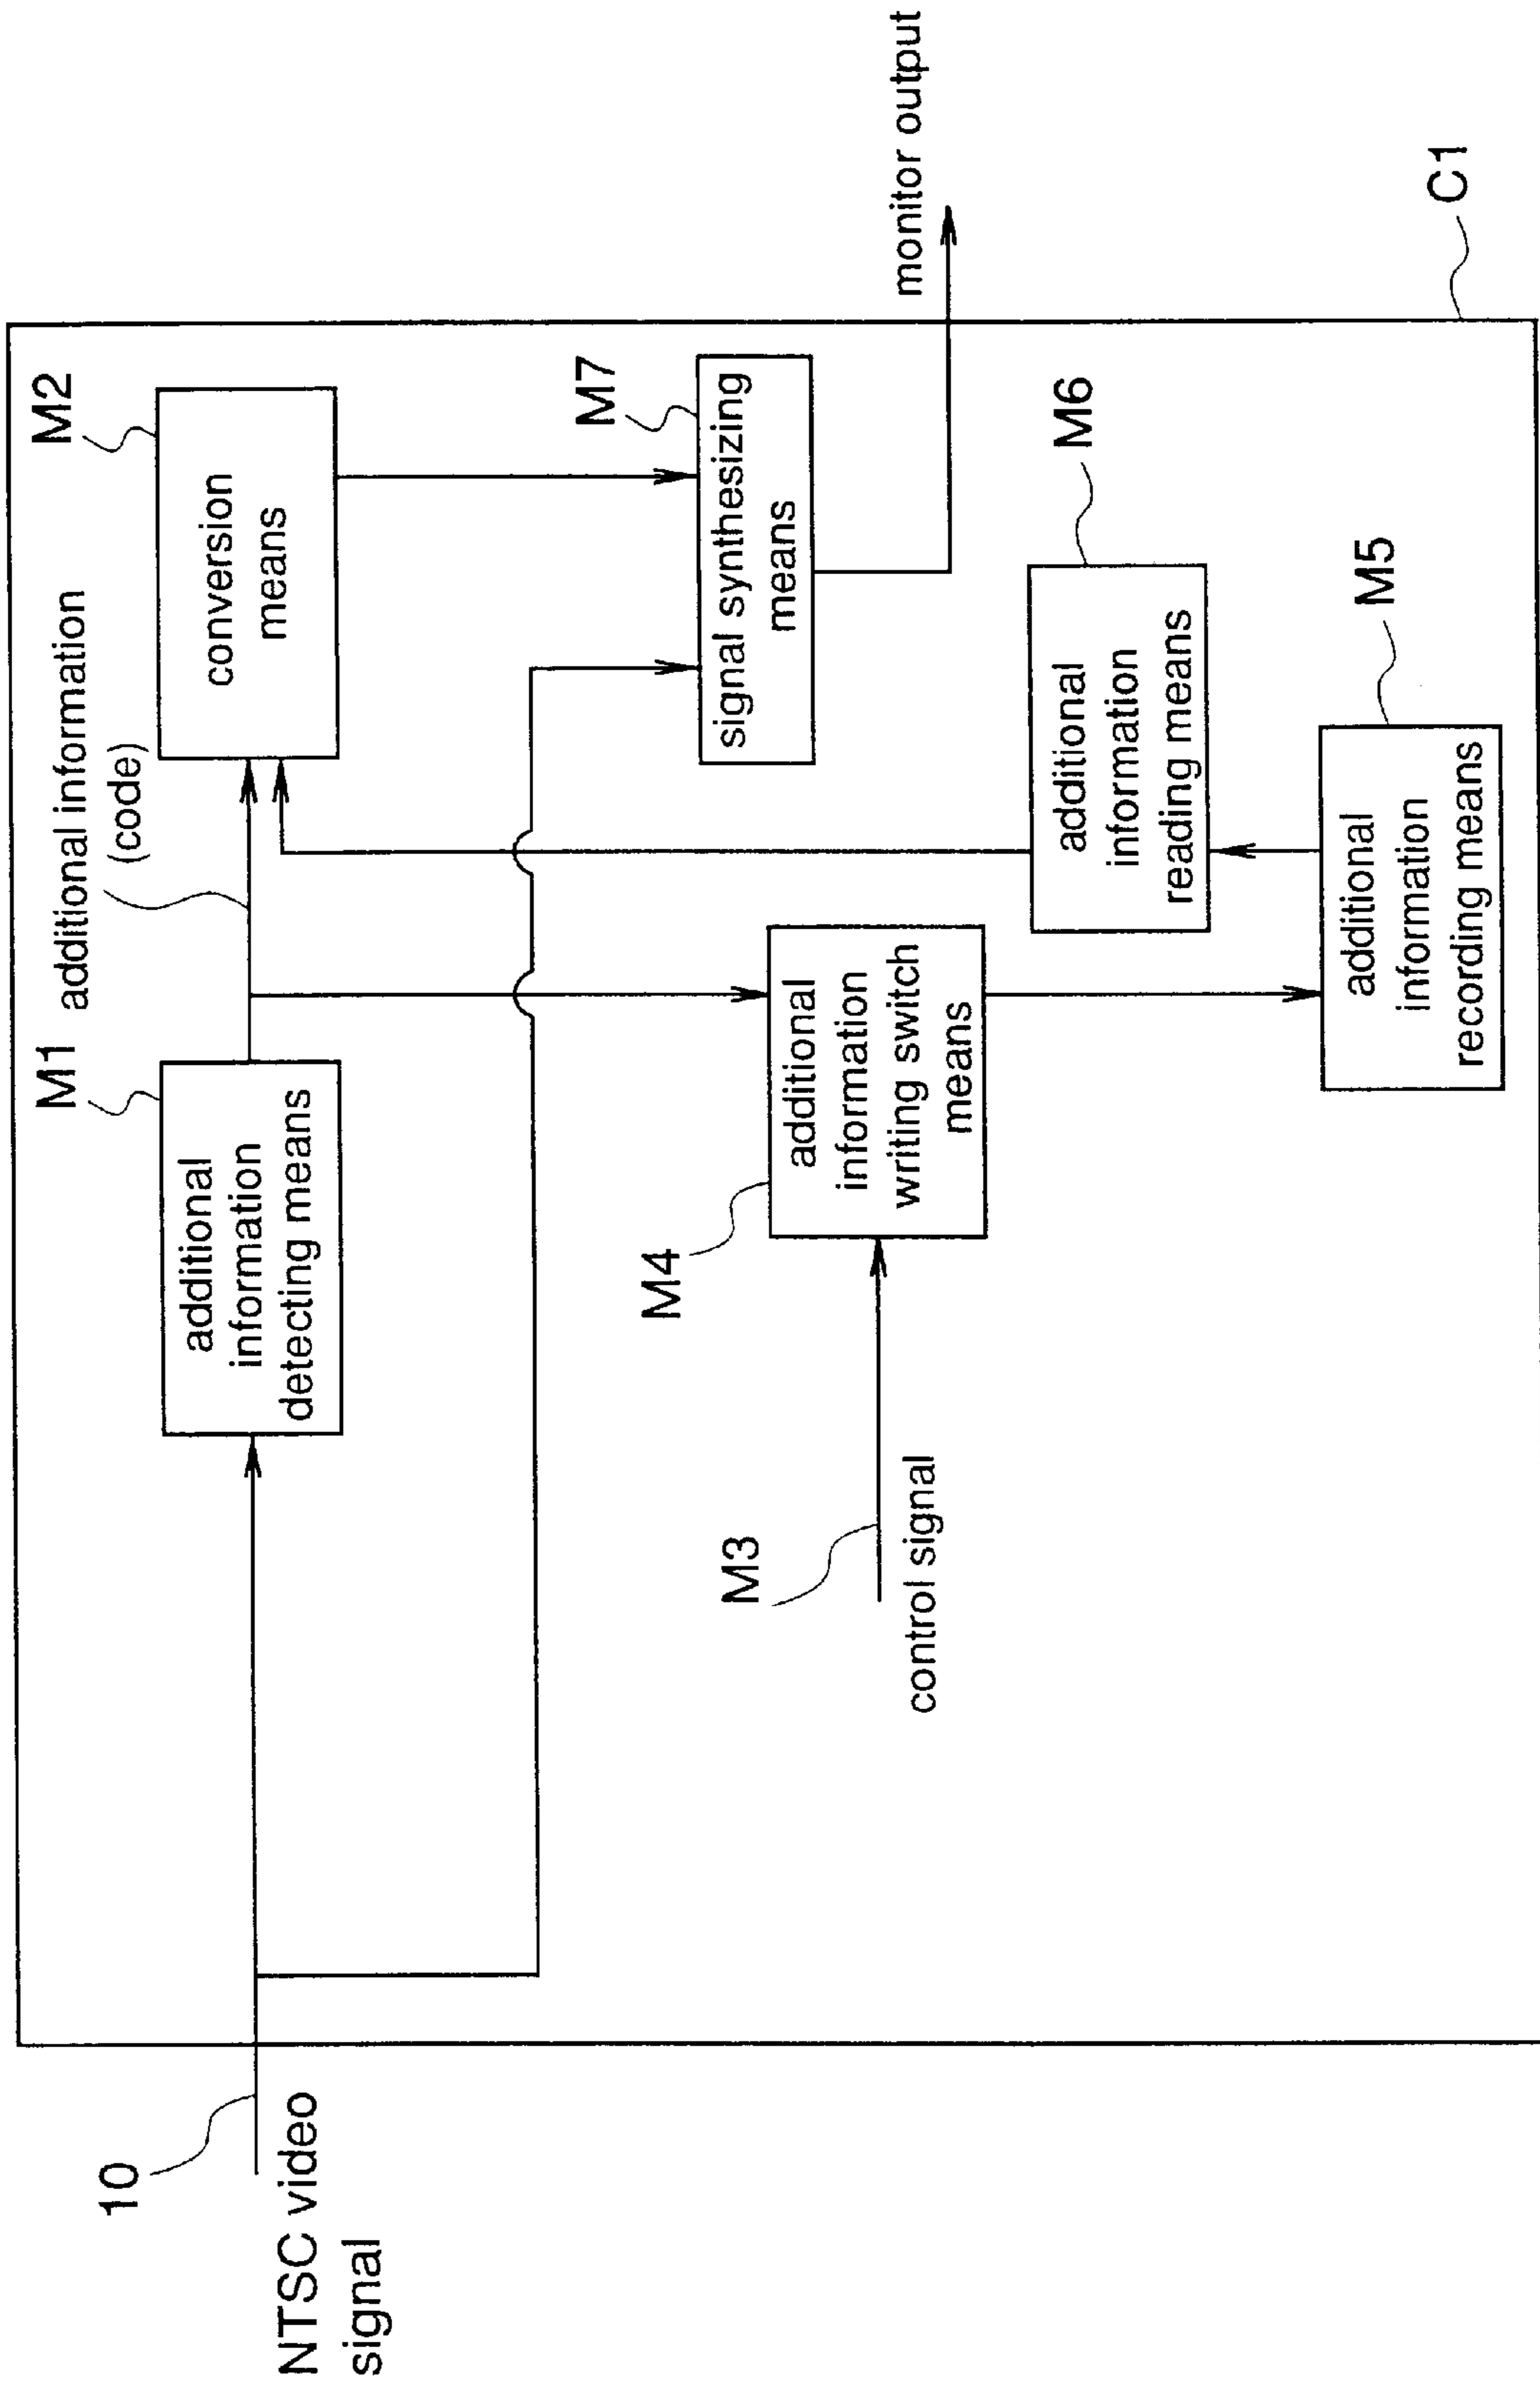 10
NTSC video
signal
M1
additional
information
detecting means
additional information
(code)
M2
conversion
means
M7
signal synthesizing
means
monitor output
M3
control signal
M4
additional
information
writing switch
means
M6
additional
information
reading means
M5
additional
information
recording means
C1